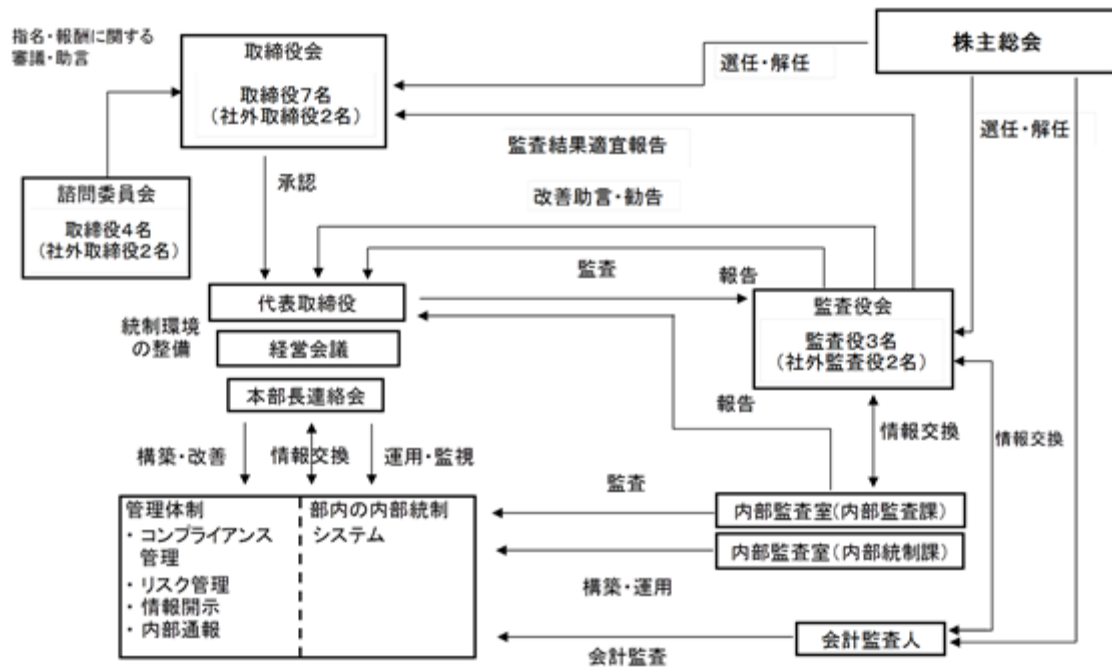 指名・報酬に関する
審議・助言
取締役会
取締役7名
(社外取締役2名)
株主総会
選任・解任
選任・解任
監査結果適宜報告
諮問委員会
取締役4名
(社外取締役2名)
承認
改善助言・勧告
監査
報告
代表取締役
統制環境
の整備
経営会議
本部長連絡会
監査役会
監査役3名
(社外監査役2名)
報告
構築・改善
情報交換
運用・監視
情報交換
情報交換
監査
管理体制
・コンプライアンス
管理
・リスク管理
・情報開示
・内部通報
部内の内部統制
システム
内部監査室(内部監査課)
内部監査室(内部統制課)
構築・運用
会計監査人
会計監査